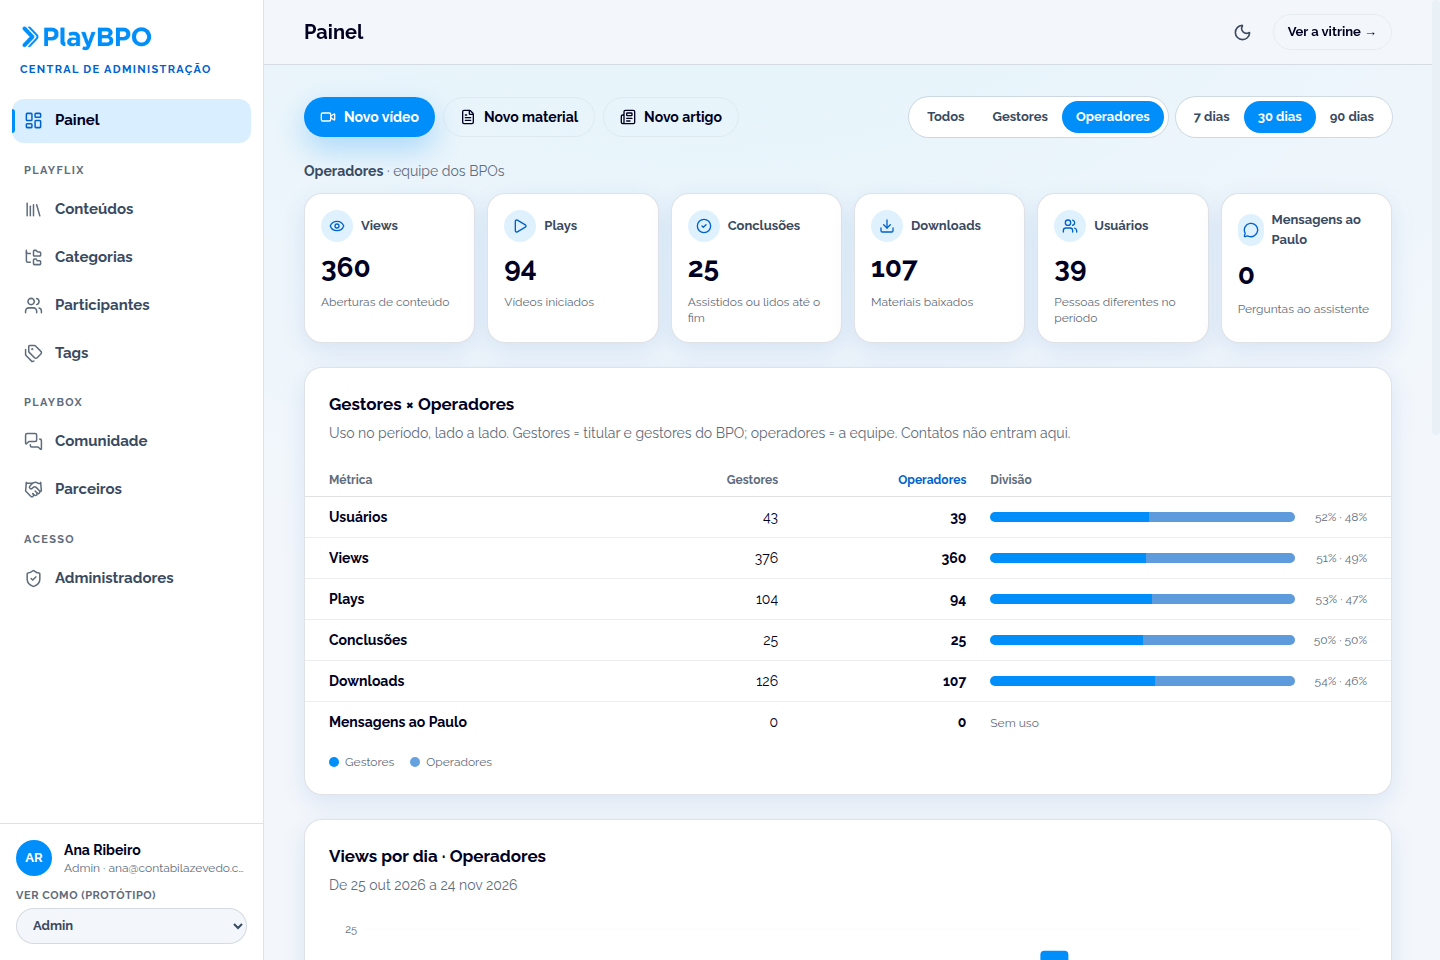 PlayBPO
CENTRAL DE ADMINISTRAÇÃO
Painel
PLAYFLIX
Conteúdos
Categorias
Participantes
Tags
PLAYBOX
Comunidade
Parceiros
ACESSO
Administradores
AR
Ana Ribeiro
Admin · ana@contabilazevedo.c...
VER COMO (PROTÓTIPO)
Admin
Painel
Ver a vitrine →
Novo vídeo
Novo material
Novo artigo
Todos
Gestores
Operadores
7 dias
30 dias
90 dias
Operadores · equipe dos BPOs
Views
360
Aberturas de conteúdo
Plays
94
Vídeos iniciados
Conclusões
25
Assistidos ou lidos até o
fim
Downloads
107
Materiais baixados
Usuários
39
Pessoas diferentes no
período
Mensagens ao
Paulo
0
Perguntas ao assistente
Gestores × Operadores
Uso no período, lado a lado. Gestores = titular e gestores do BPO; operadores = a equipe. Contatos não entram aqui.
Métrica Gestores Operadores Divisão
Usuários 43 39 52% · 48%
Views 376 360 51% · 49%
Plays 104 94 53% · 47%
Conclusões 25 25 50% · 50%
Downloads 126 107 54% · 46%
Mensagens ao Paulo 0 0 Sem uso
Gestores Operadores
Views por dia · Operadores
De 25 out 2026 a 24 nov 2026
25